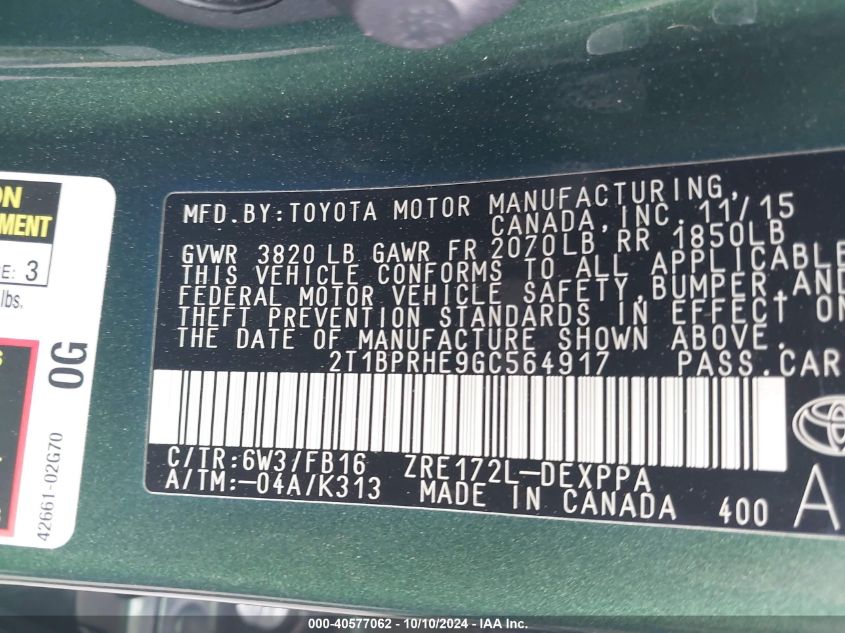 ON
MENT
E: 3
lbs.
0G
42661-02G70
MFD.BY:TOYOTA MOTOR MANUFACTURING,
CANADA,INC. 11/15
GVWR 3820 LB GAWR FR 2070LB RR 1850LB
THIS VEHICLE CONFORMS TO ALL APPLICABLE
FEDERAL MOTOR VEHICLE SAFETY,BUMPER,AND
THEFT PREVENTION STANDARDS IN EFFECT ON
THE DATE OF MANUFACTURE SHOWN ABOVE.
2T1BPRHE9GC564917 PASS.CAR
C/TR:6W3/FB16 ZRE172L-DEXPPA
A/TM:-04A/K313 MADE IN CANADA 400 A
000-40577062 - 10/10/2024 - IAA Inc.